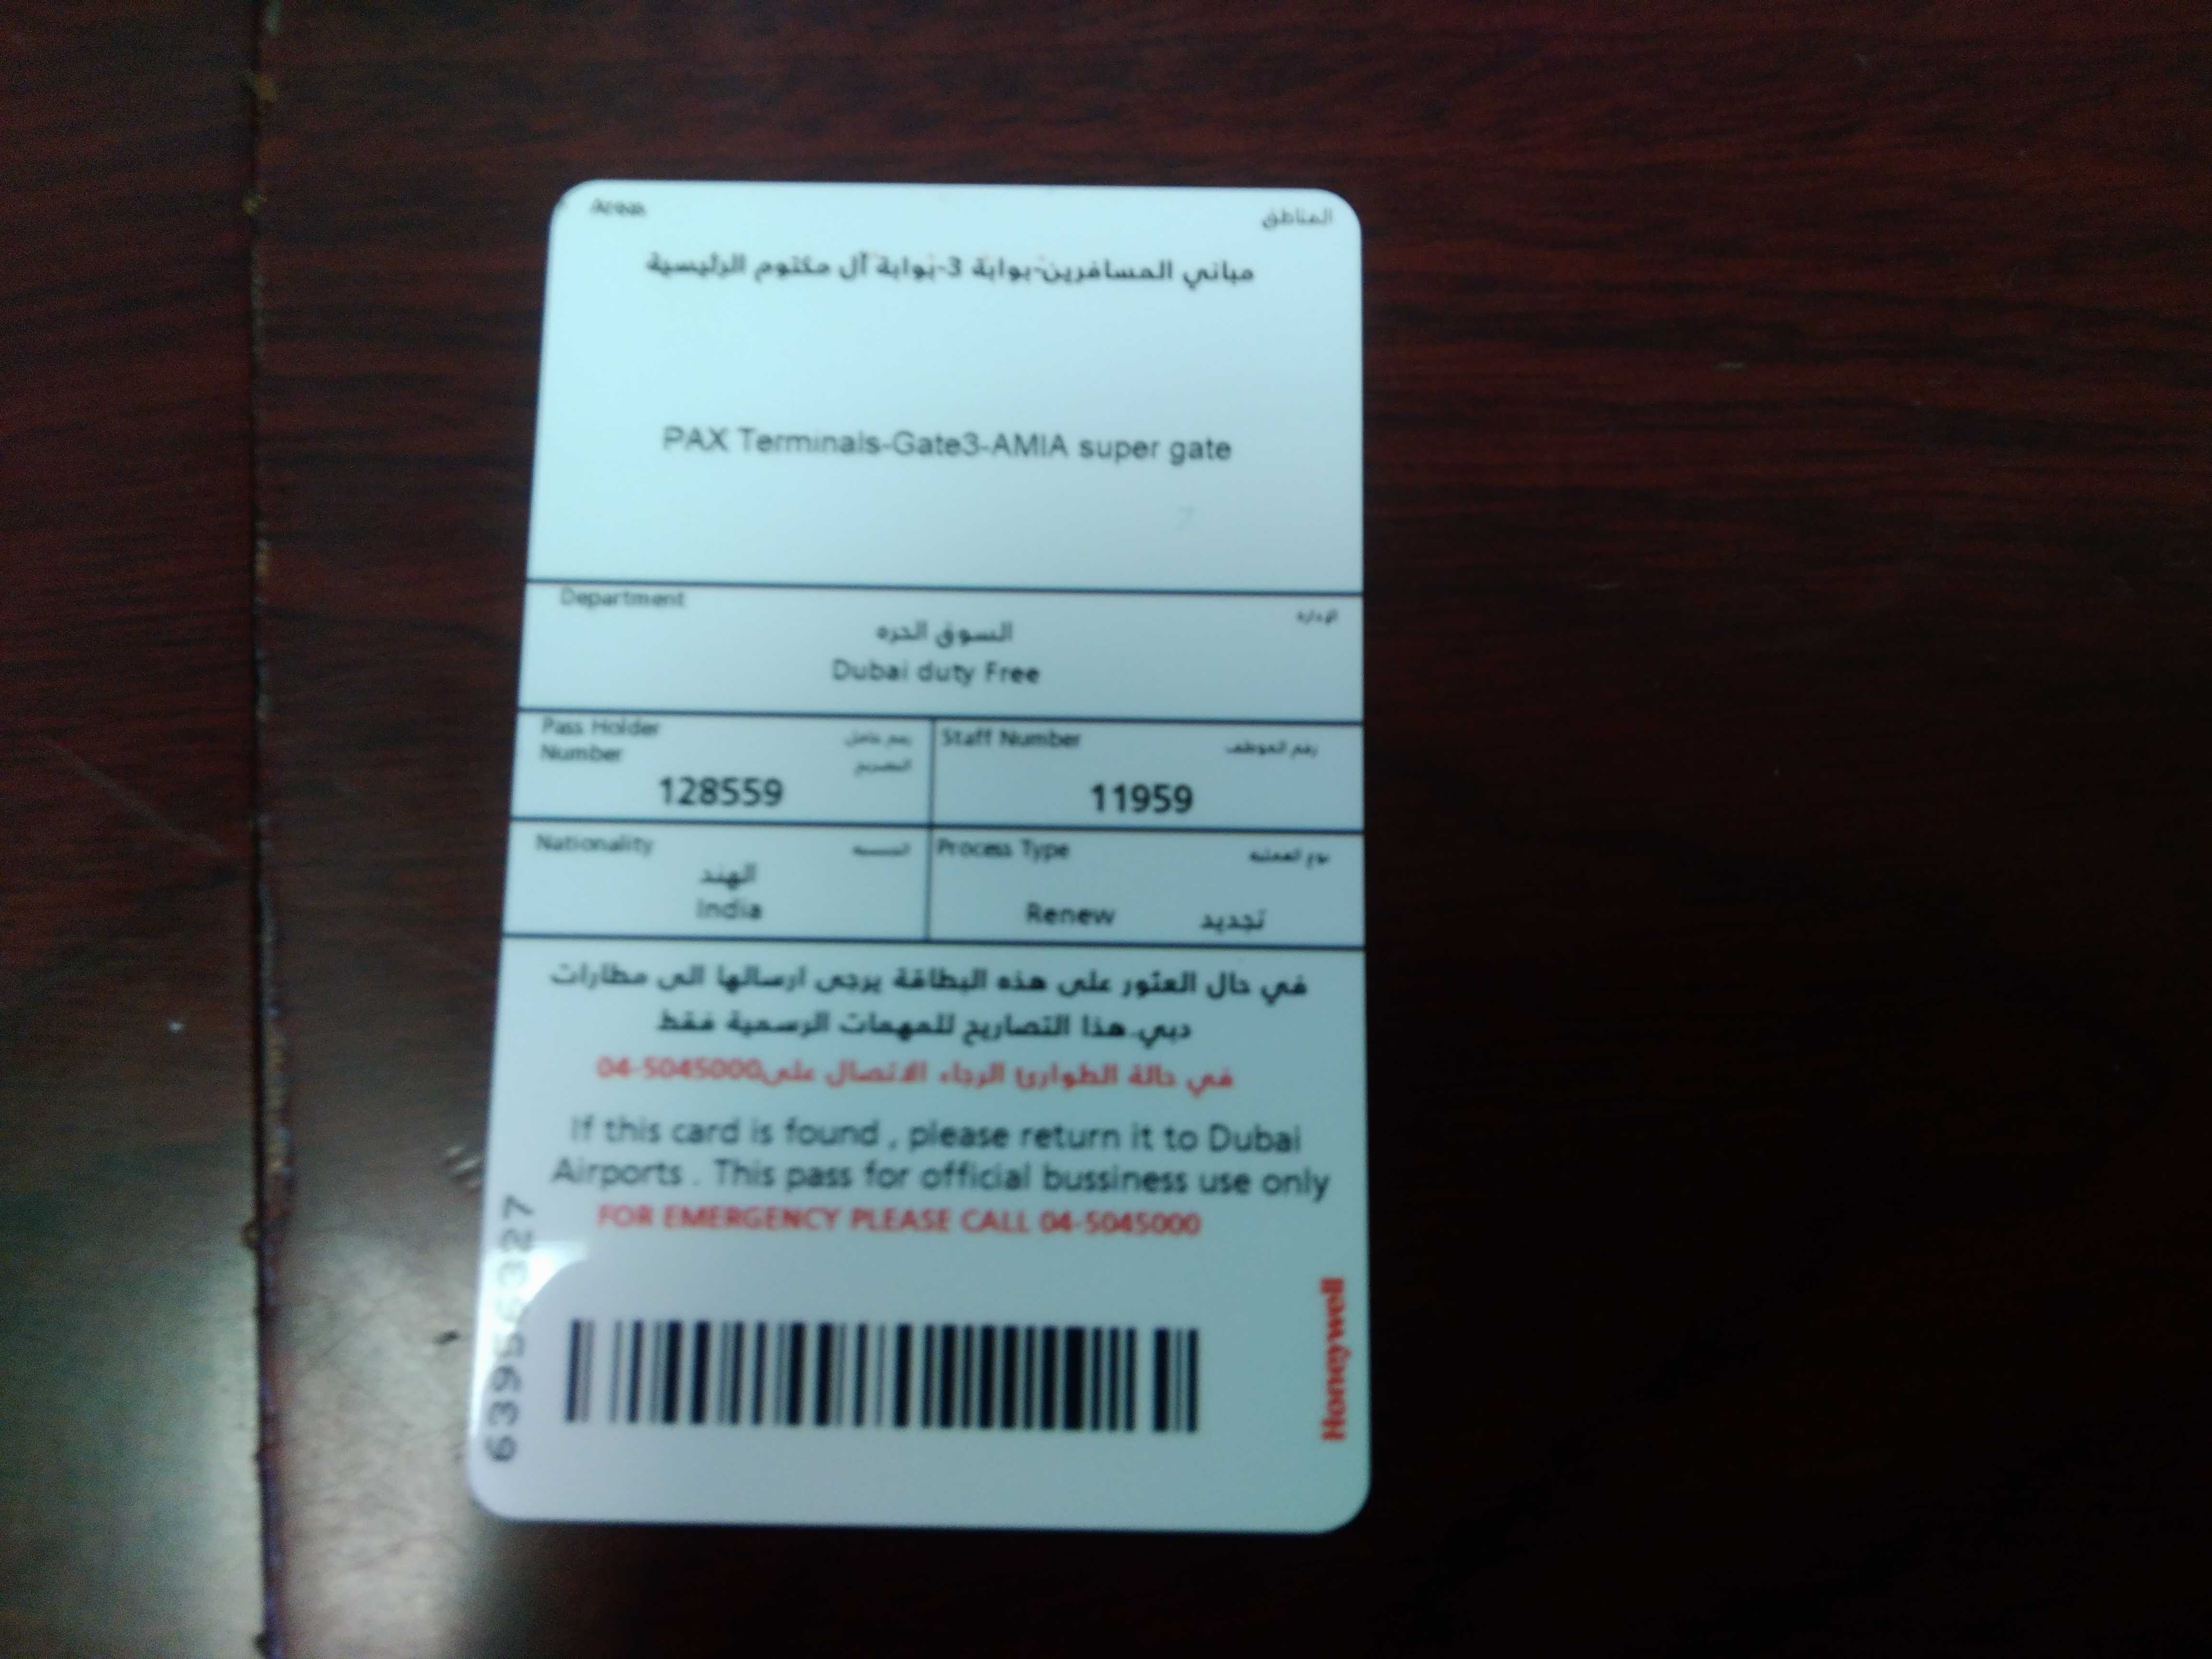 Areas المناطق
مباني المسافرين-بوابة 3-بوابة آل مكتوم الرئيسية
PAX Terminals-Gate3-AMIA super gate
Department الإدارة
السوق الحره
Dubai duty Free
Pass Holder Number رقم حامل التصريح
128559
Staff Number رقم الموظف
11959
Nationality الجنسية
الهند
India
Process Type نوع العملية
Renew تجديد
في حال العثور على هذه البطاقة يرجى ارسالها الى مطارات
دبي.هذا التصاريح للمهمات الرسمية فقط
في حالة الطوارئ الرجاء الاتصال على04-5045000
If this card is found , please return it to Dubai
Airports . This pass for official bussiness use only
FOR EMERGENCY PLEASE CALL 04-5045000
Honeywell